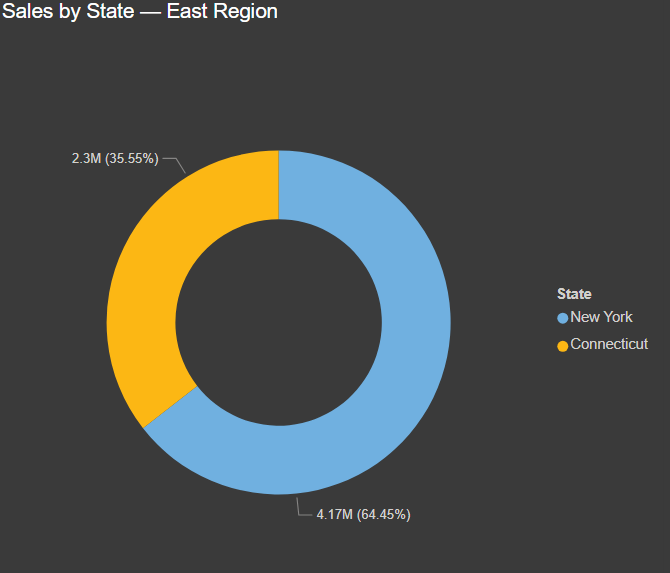 Sales by State — East Region
2.3M (35.55%)
State
New York
Connecticut
4.17M (64.45%)